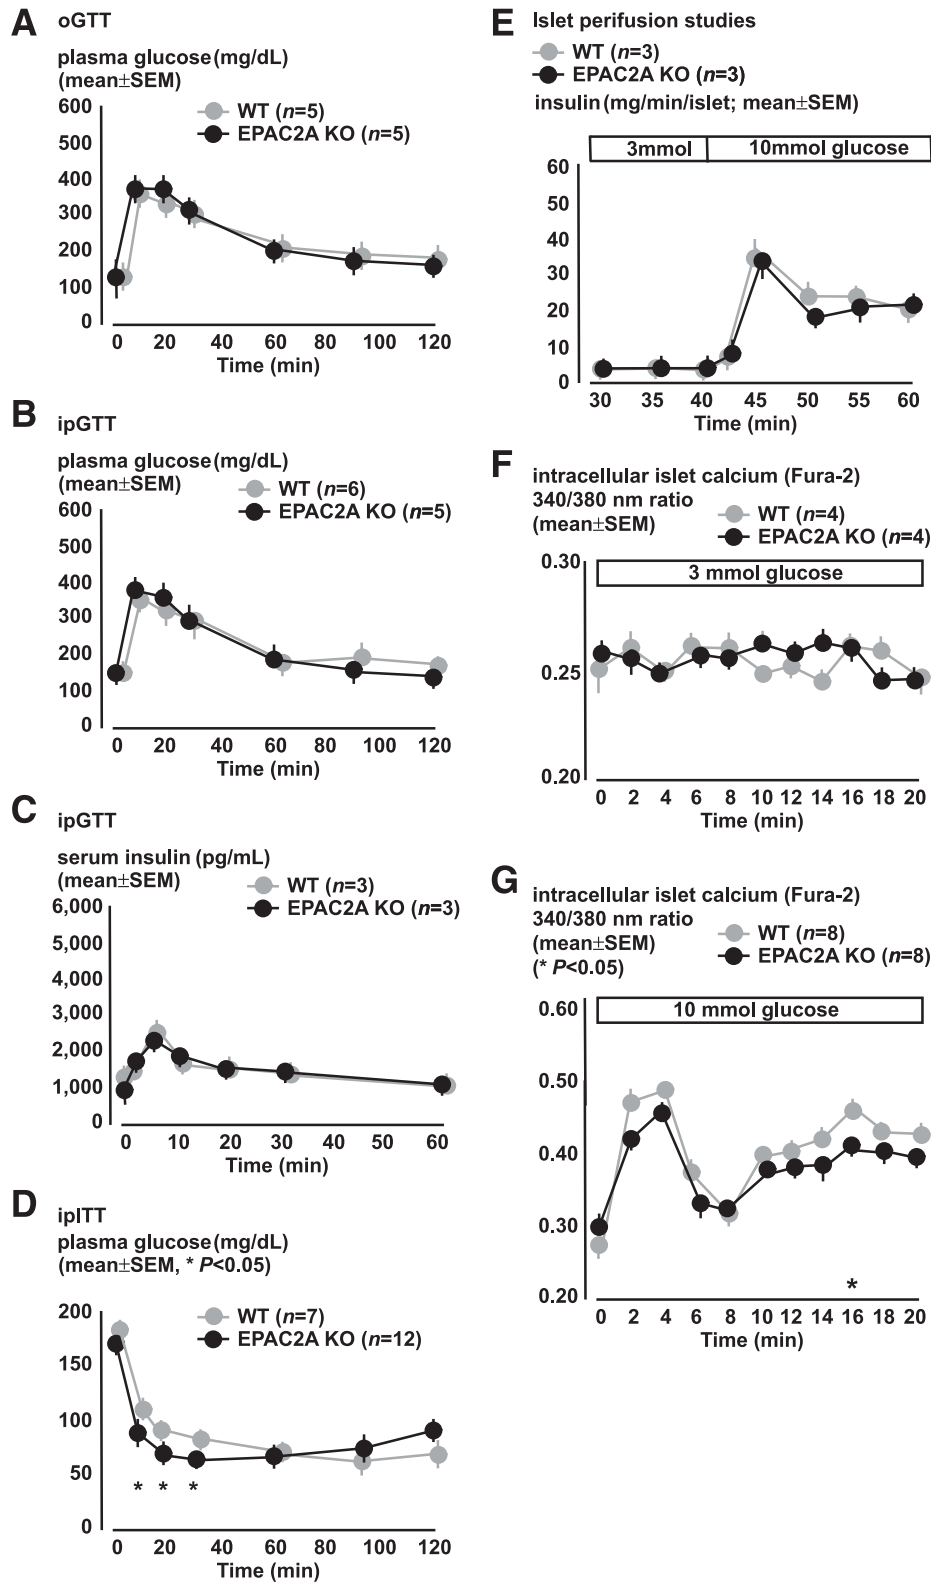 A oGTT
plasma glucose (mg/dL)
(mean±SEM)
WT (n=5)
EPAC2A KO (n=5)
600
500
400
300
200
100
0
0 20 40 60 80 100 120
Time (min)
B ipGTT
plasma glucose (mg/dL)
(mean±SEM)
WT (n=6)
EPAC2A KO (n=5)
600
500
400
300
200
100
0
0 20 40 60 80 100 120
Time (min)
C ipGTT
serum insulin (pg/mL)
(mean±SEM)
WT (n=3)
EPAC2A KO (n=3)
6,000
5,000
4,000
3,000
2,000
1,000
0
0 10 20 30 40 50 60
Time (min)
D ipITT
plasma glucose (mg/dL)
(mean±SEM, * P<0.05)
WT (n=7)
EPAC2A KO (n=12)
200
150
100
50
0
* * *
0 20 40 60 80 100 120
Time (min)
E Islet perifusion studies
WT (n=3)
EPAC2A KO (n=3)
insulin (mg/min/islet; mean±SEM)
3mmol 10mmol glucose
60
50
40
30
20
10
0
30 35 40 45 50 55 60
Time (min)
F intracellular islet calcium (Fura-2)
340/380 nm ratio
(mean±SEM)
WT (n=4)
EPAC2A KO (n=4)
3 mmol glucose
0.30
0.25
0.20
0 2 4 6 8 10 12 14 16 18 20
Time (min)
G intracellular islet calcium (Fura-2)
340/380 nm ratio
(mean±SEM)
(* P<0.05)
WT (n=8)
EPAC2A KO (n=8)
10 mmol glucose
0.60
0.50
0.40
0.30
0.20
*
0 2 4 6 8 10 12 14 16 18 20
Time (min)